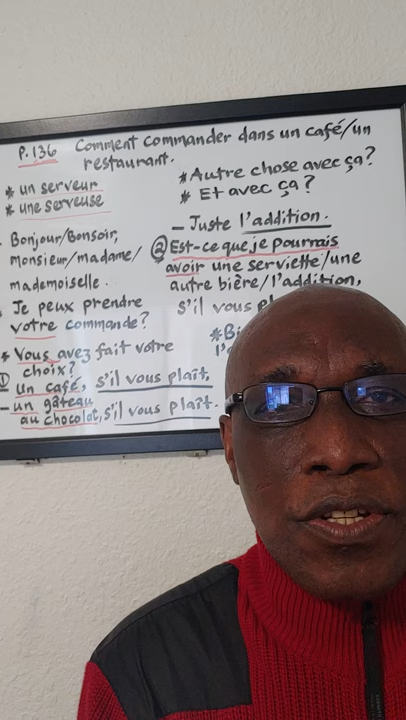 P.136 Comment commander dans un café/un
restaurant.
* un serveur
* une serveuse
- Bonjour/Bonsoir,
monsieur/madame/
mademoiselle.
- Je peux prendre
votre commande?
* Vous avez fait votre
choix?
① un café, s'il vous plaît.
- un gâteau
au chocolat, s'il vous plaît.
* Autre chose avec ça?
* Et avec ça?
- Juste l'addition.
② Est-ce que je pourrais
avoir une serviette/une
autre bière/l'addition,
s'il vous